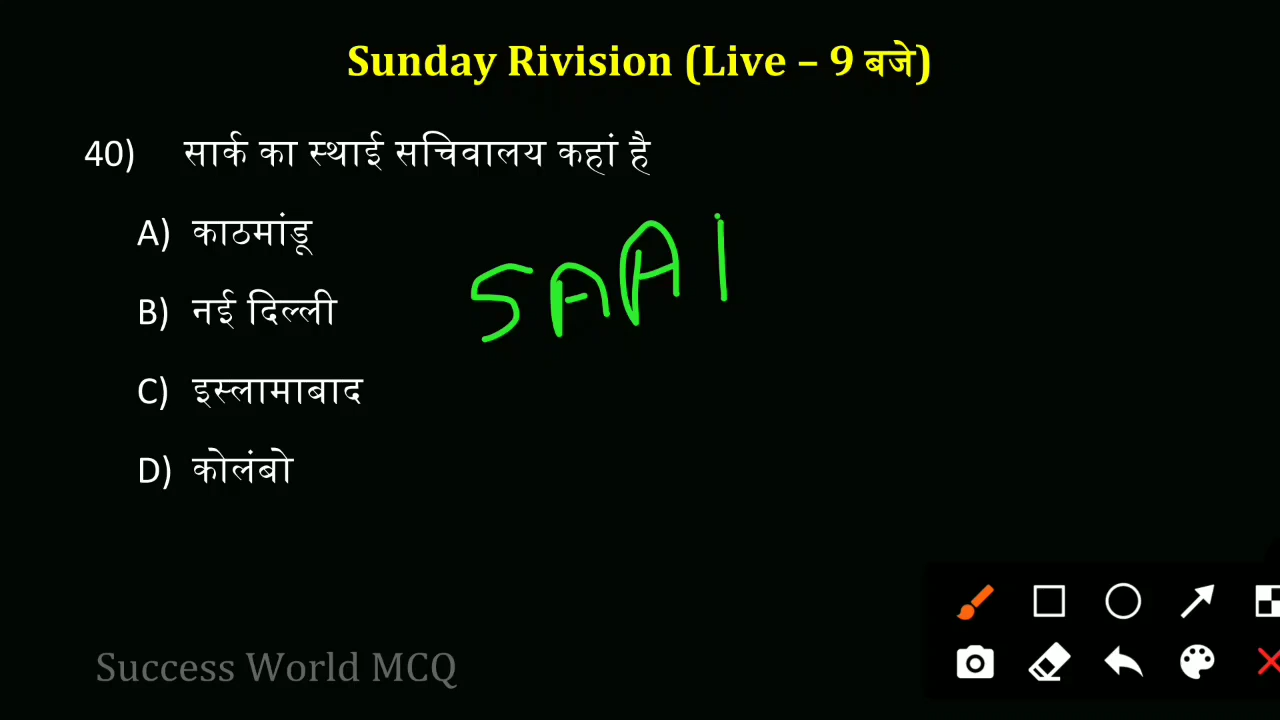 Sunday Rivision (Live – 9 बजे)
40) सार्क का स्थाई सचिवालय कहां है
A) काठमांडू
B) नई दिल्ली
C) इस्लामाबाद
D) कोलंबो
SAAI
Success World MCQ